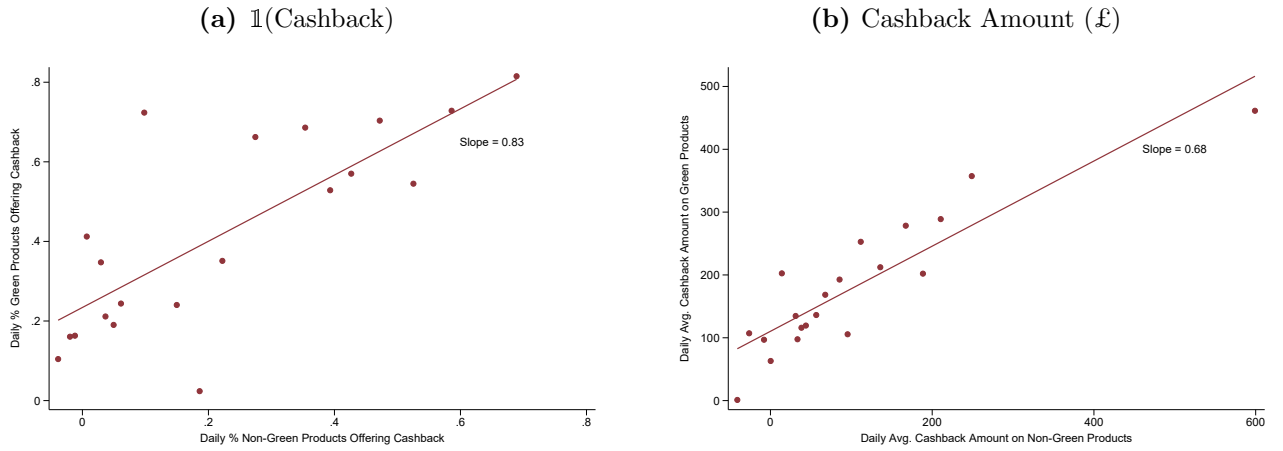 (a) 𝟙(Cashback)
Daily % Green Products Offering Cashback
.8
.6
.4
.2
0
Slope = 0.83
0 .2 .4 .6 .8
Daily % Non-Green Products Offering Cashback
(b) Cashback Amount (£)
Daily Avg. Cashback Amount on Green Products
500
400
300
200
100
0
Slope = 0.68
0 200 400 600
Daily Avg. Cashback Amount on Non-Green Products